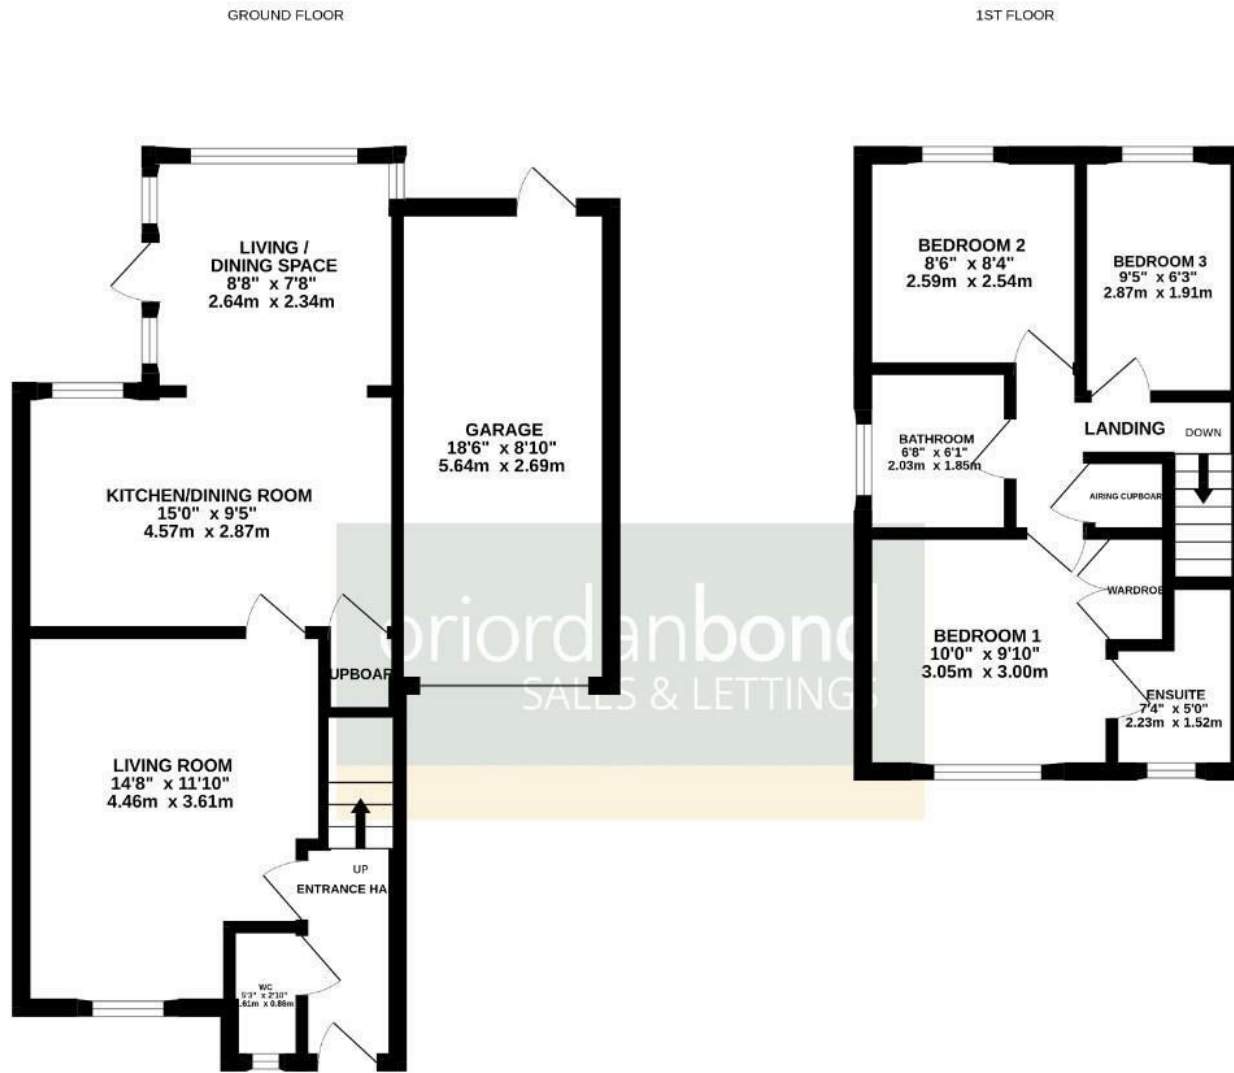 GROUND FLOOR
LIVING /
DINING SPACE
8'8" x 7'8"
2.64m x 2.34m
GARAGE
18'6" x 8'10"
5.64m x 2.69m
KITCHEN/DINING ROOM
15'0" x 9'5"
4.57m x 2.87m
UPBOAR
LIVING ROOM
14'8" x 11'10"
4.46m x 3.61m
UP
ENTRANCE HA
WC
5'3" x 2'10"
.61m x 0.86m
1ST FLOOR
BEDROOM 2
8'6" x 8'4"
2.59m x 2.54m
BEDROOM 3
9'5" x 6'3"
2.87m x 1.91m
BATHROOM
6'8" x 6'1"
2.03m x 1.85m
LANDING
DOWN
AIRING CUPBOAR
WARDROB
BEDROOM 1
10'0" x 9'10"
3.05m x 3.00m
ENSUITE
7'4" x 5'0"
2.23m x 1.52m
oriordanbond
SALES & LETTINGS